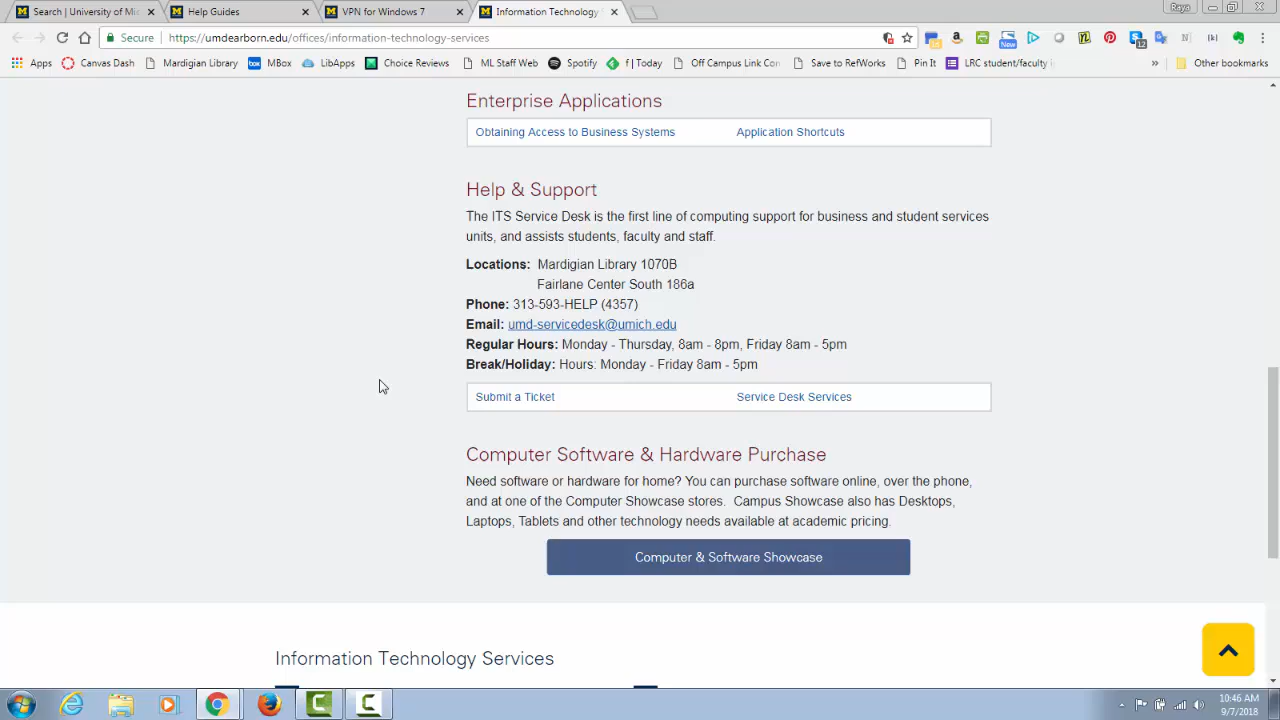 Search | University of Mic
Help Guides
VPN for Windows 7
Information Technology
Raya
Secure
https://umdearborn.edu/offices/information-technology-services
New
12
Apps
Canvas Dash
Mardigian Library
MBox
LibApps
Choice Reviews
ML Staff Web
Spotify
f | Today
Off Campus Link Con
Save to RefWorks
Pin It
LRC student/faculty i
»
Other bookmarks
Enterprise Applications
Obtaining Access to Business Systems
Application Shortcuts
Help & Support
The ITS Service Desk is the first line of computing support for business and student services
units, and assists students, faculty and staff.
Locations: Mardigian Library 1070B
Fairlane Center South 186a
Phone: 313-593-HELP (4357)
Email: umd-servicedesk@umich.edu
Regular Hours: Monday - Thursday, 8am - 8pm, Friday 8am - 5pm
Break/Holiday: Hours: Monday - Friday 8am - 5pm
Submit a Ticket
Service Desk Services
Computer Software & Hardware Purchase
Need software or hardware for home? You can purchase software online, over the phone,
and at one of the Computer Showcase stores. Campus Showcase also has Desktops,
Laptops, Tablets and other technology needs available at academic pricing.
Computer & Software Showcase
Information Technology Services
10:46 AM
9/7/2018